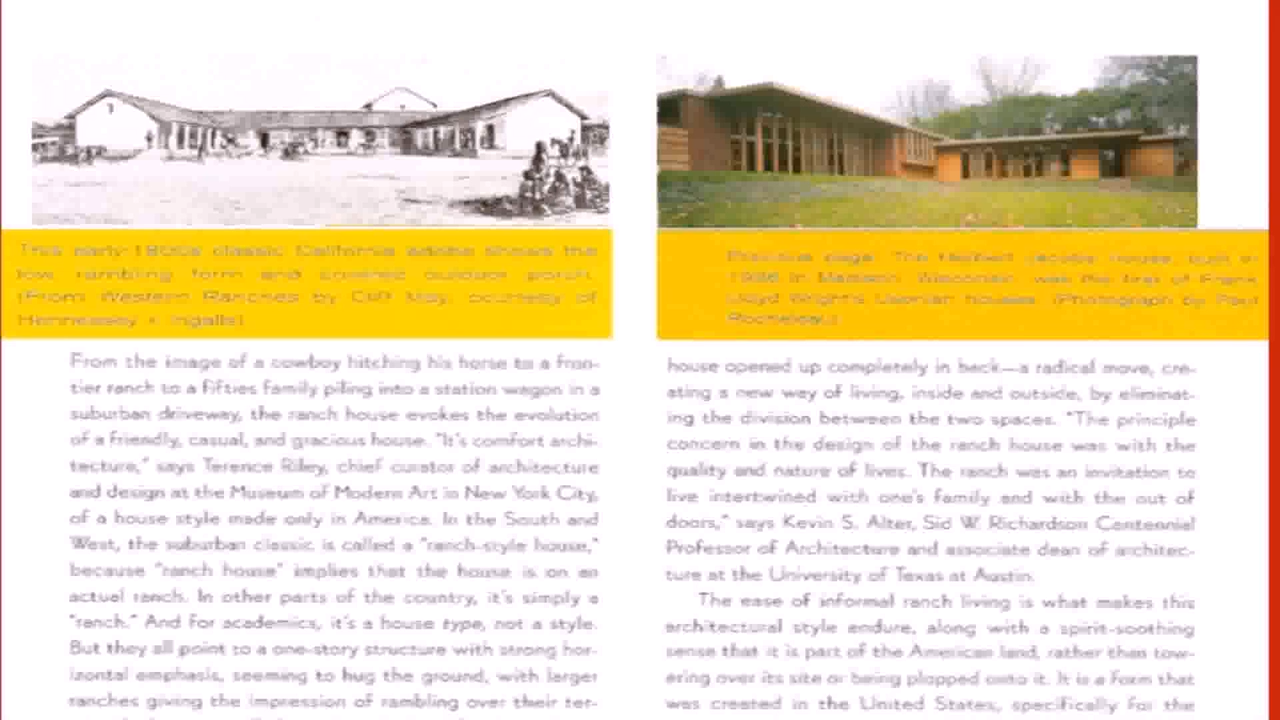 This early-1800s classic California adobe shows the
low, rambling form and covered outdoor porch.
(From Western Ranches by Cliff May, courtesy of
Hennessey + Ingalls)
From the image of a cowboy hitching his horse to a fron-
tier ranch to a fifties family piling into a station wagon in a
suburban driveway, the ranch house evokes the evolution
of a friendly, casual, and gracious house. "It's comfort archi-
tecture," says Terence Riley, chief curator of architecture
and design at the Museum of Modern Art in New York City,
of a house style made only in America. In the South and
West, the suburban classic is called a "ranch-style house,"
because "ranch house" implies that the house is on an
actual ranch. In other parts of the country, it's simply a
"ranch." And for academics, it's a house type, not a style.
But they all point to a one-story structure with strong hor-
izontal emphasis, seeming to hug the ground, with larger
ranches giving the impression of rambling over their ter-
Previous page: The Herbert Jacobs House, built in
1936 in Madison, Wisconsin, was the first of Frank
Lloyd Wright's Usonian houses. (Photograph by Paul
Rocheleau)
house opened up completely in back—a radical move, cre-
ating a new way of living, inside and outside, by eliminat-
ing the division between the two spaces. "The principle
concern in the design of the ranch house was with the
quality and nature of lives. The ranch was an invitation to
live intertwined with one's family and with the out of
doors," says Kevin S. Alter, Sid W. Richardson Centennial
Professor of Architecture and associate dean of architec-
ture at the University of Texas at Austin.
The ease of informal ranch living is what makes this
architectural style endure, along with a spirit-soothing
sense that it is part of the American land, rather than tow-
ering over its site or being plopped onto it. It is a form that
was created in the United States, specifically for the